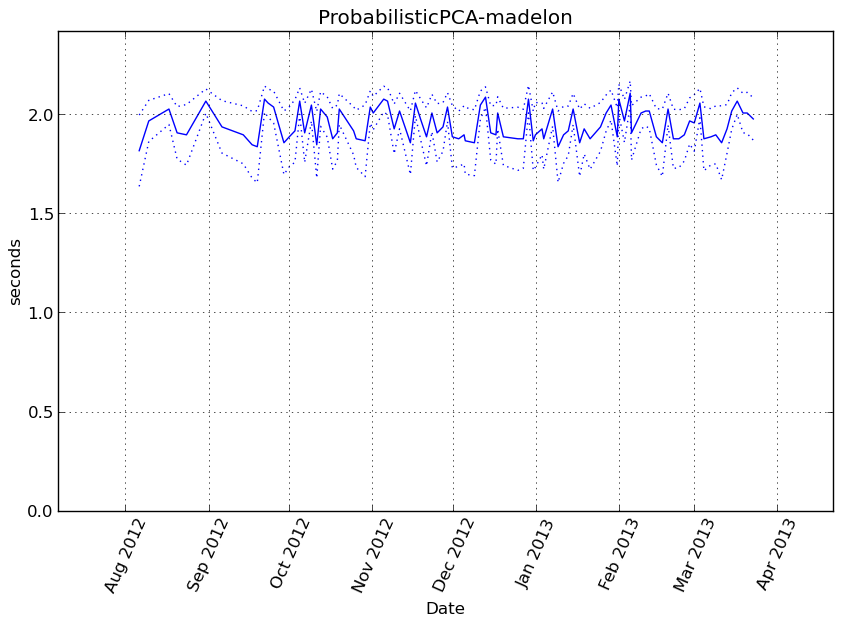 ProbabilisticPCA-madelon
seconds
2.0
1.5
1.0
0.5
0.0
Aug 2012
Sep 2012
Oct 2012
Nov 2012
Dec 2012
Jan 2013
Feb 2013
Mar 2013
Apr 2013
Date